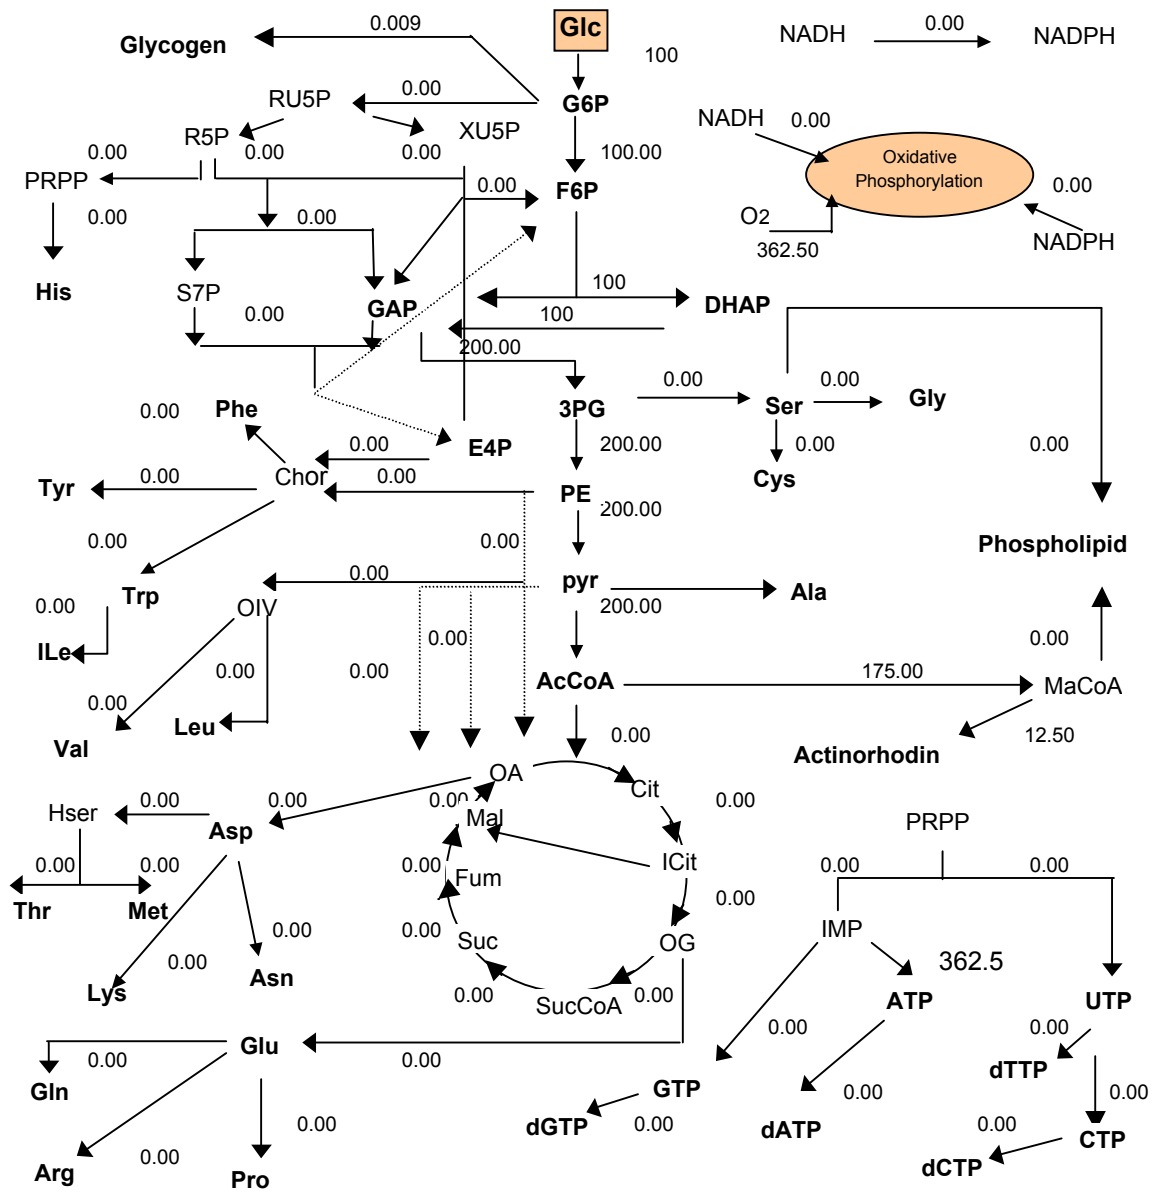 Glc
0.009
Glycogen
100
NADH
0.00
NADPH
RU5P
0.00
G6P
XU5P
R5P
NADH
0.00
Oxidative
Phosphorylation
0.00
0.00
0.00
0.00
100.00
PRPP
0.00
F6P
0.00
0.00
O2
362.50
NADPH
His
S7P
0.00
GAP
100
DHAP
100
200.00
0.00
0.00
Phe
3PG
Ser
Gly
0.00
0.00
E4P
200.00
0.00
Cys
0.00
Tyr
0.00
Chor
0.00
PE
200.00
0.00
0.00
Phospholipid
Trp
0.00
pyr
200.00
Ala
0.00
OIV
ILe
0.00
0.00
0.00
0.00
AcCoA
175.00
MaCoA
0.00
Val
Leu
0.00
Actinorhodin
12.50
OA
Cit
Hser
0.00
0.00
0.00
Mal
0.00
Asp
PRPP
0.00
0.00
0.00
Fum
ICit
0.00
0.00
Thr
Met
0.00
0.00
0.00
Suc
OG
IMP
362.5
Lys
0.00
Asn
0.00
SucCoA
0.00
ATP
UTP
0.00
0.00
Glu
0.00
0.00
dTTP
Gln
GTP
0.00
0.00
dGTP
0.00
dATP
0.00
CTP
0.00
Arg
0.00
Pro
dCTP